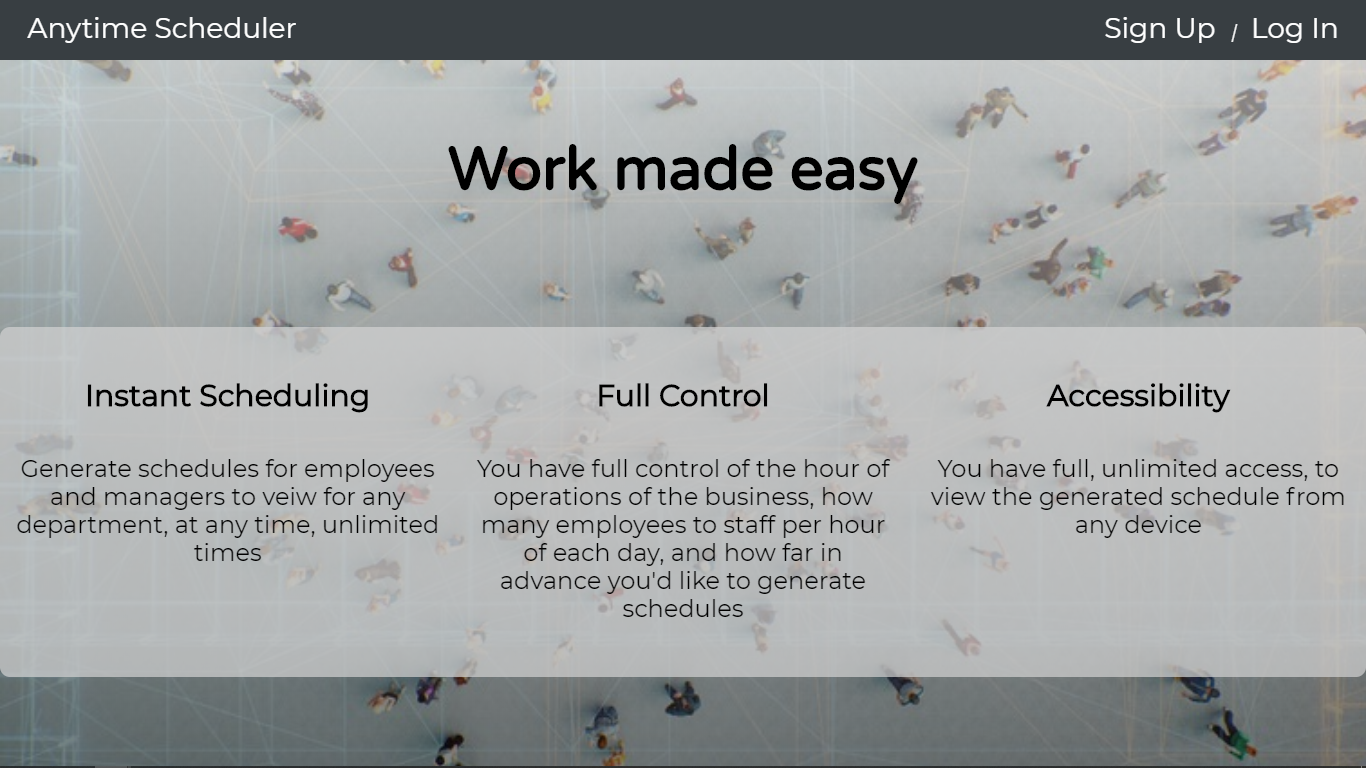 Anytime Scheduler
Sign Up / Log In
Work made easy
Instant Scheduling
Generate schedules for employees
and managers to veiw for any
department, at any time, unlimited
times
Full Control
You have full control of the hour of
operations of the business, how
many employees to staff per hour
of each day, and how far in
advance you'd like to generate
schedules
Accessibility
You have full, unlimited access, to
view the generated schedule from
any device